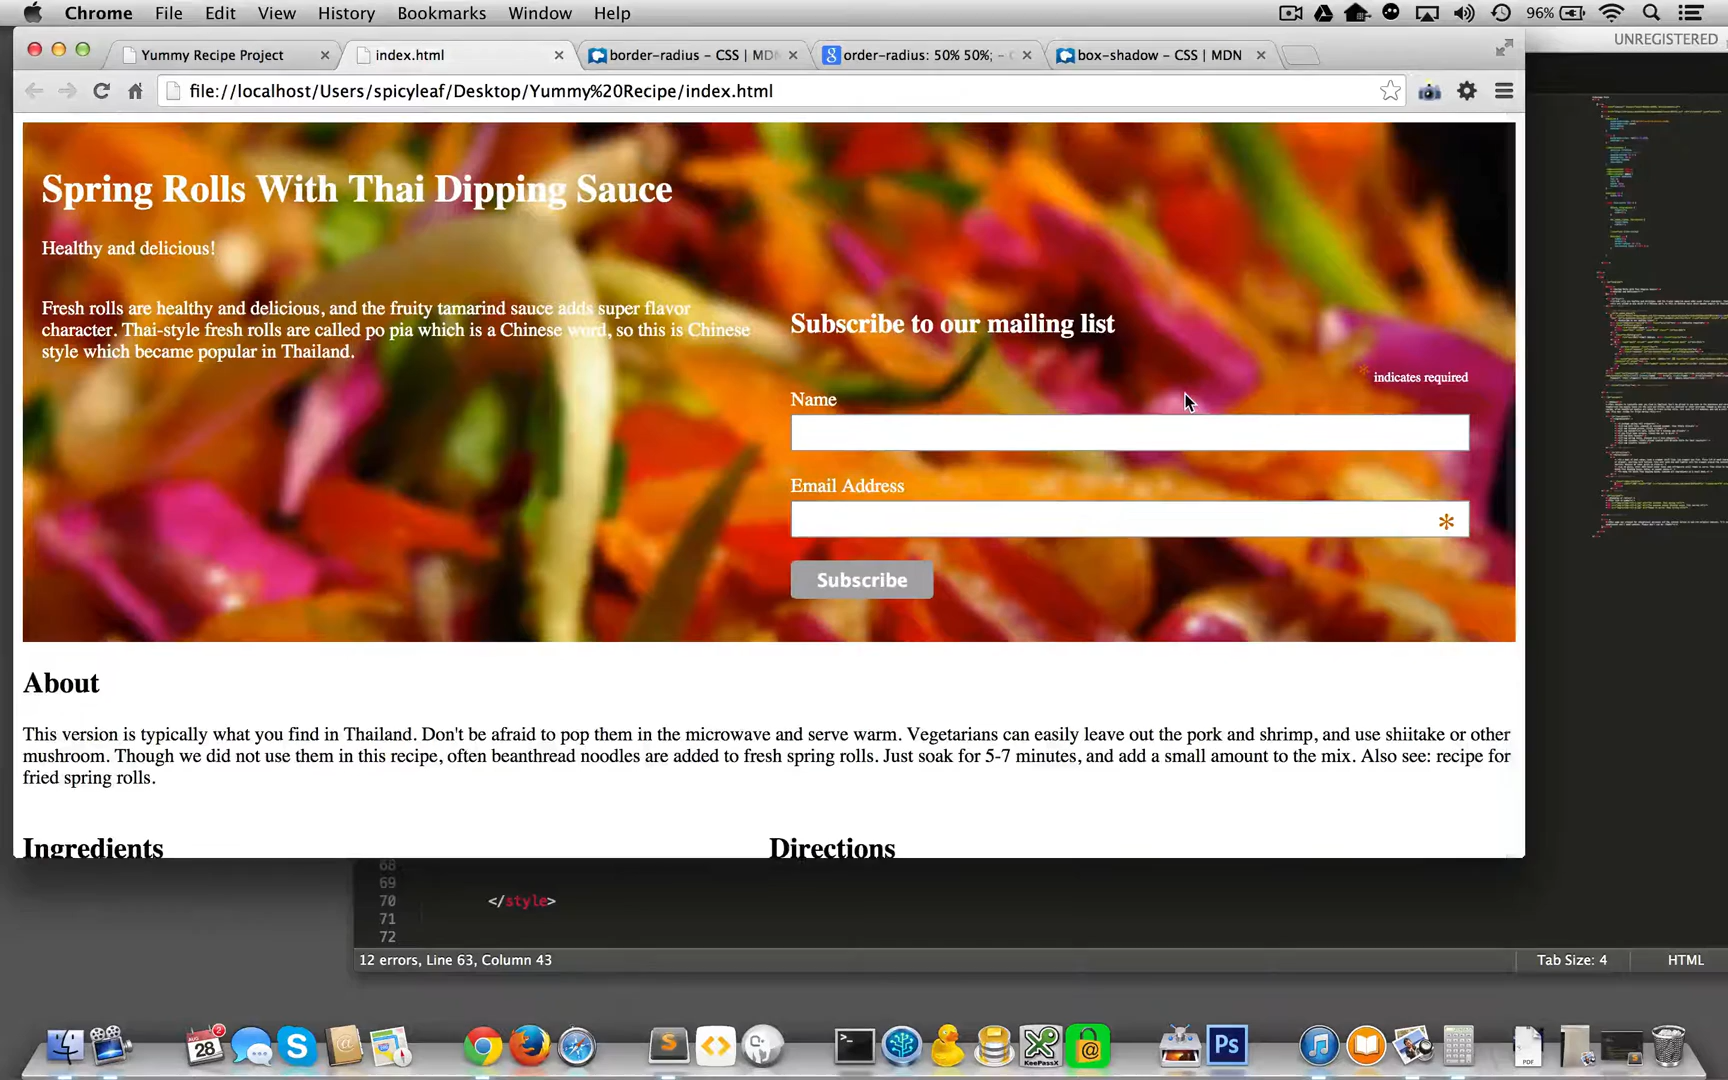 Chrome File Edit View History Bookmarks Window Help 96%
UNREGISTERED
Yummy Recipe Project index.html border-radius – CSS | MDN order-radius: 50% 50%; – box-shadow – CSS | MDN
file://localhost/Users/spicyleaf/Desktop/Yummy%20Recipe/index.html
Spring Rolls With Thai Dipping Sauce
Healthy and delicious!
Fresh rolls are healthy and delicious, and the fruity tamarind sauce adds super flavor
character. Thai-style fresh rolls are called po pia which is a Chinese word, so this is Chinese
style which became popular in Thailand.
Subscribe to our mailing list
* indicates required
Name
Email Address
*
Subscribe
About
This version is typically what you find in Thailand. Don't be afraid to pop them in the microwave and serve warm. Vegetarians can easily leave out the pork and shrimp, and use shiitake or other
mushroom. Though we did not use them in this recipe, often beanthread noodles are added to fresh spring rolls. Just soak for 5-7 minutes, and add a small amount to the mix. Also see: recipe for
fried spring rolls.
Ingredients Directions
68
69
70 </style>
71
72
12 errors, Line 63, Column 43 Tab Size: 4 HTML
2
28
PDF
KeePassX
Ps